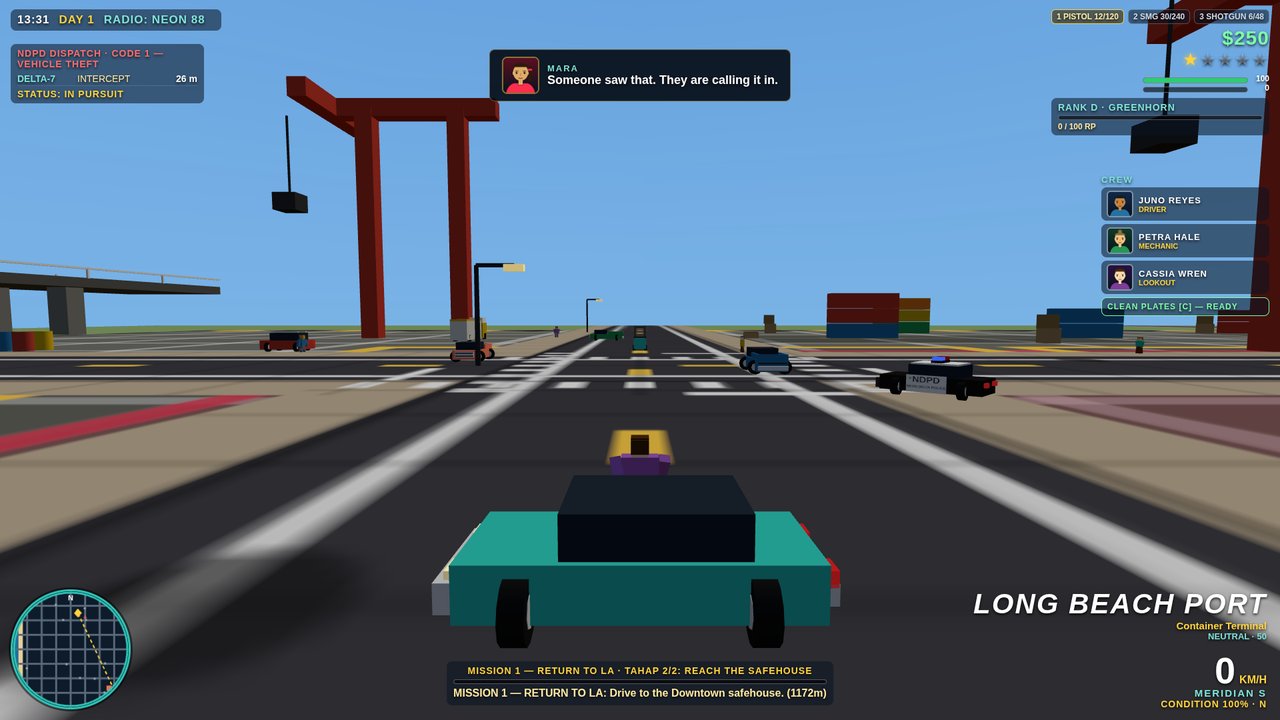 13:31 DAY 1 RADIO: NEON 88
NDPD DISPATCH · CODE 1 —
VEHICLE THEFT
DELTA-7 INTERCEPT 26 m
STATUS: IN PURSUIT
MARA
Someone saw that. They are calling it in.
1 PISTOL 12/120 2 SMG 30/240 3 SHOTGUN 6/48
$250
100
0
RANK D · GREENHORN
0 / 100 RP
CREW
JUNO REYES
DRIVER
PETRA HALE
MECHANIC
CASSIA WREN
LOOKOUT
CLEAN PLATES [C] — READY
NDPD
N
LONG BEACH PORT
Container Terminal
NEUTRAL · 50
0 KM/H
MERIDIAN S
CONDITION 100% · N
MISSION 1 — RETURN TO LA · TAHAP 2/2: REACH THE SAFEHOUSE
MISSION 1 — RETURN TO LA: Drive to the Downtown safehouse. (1172m)